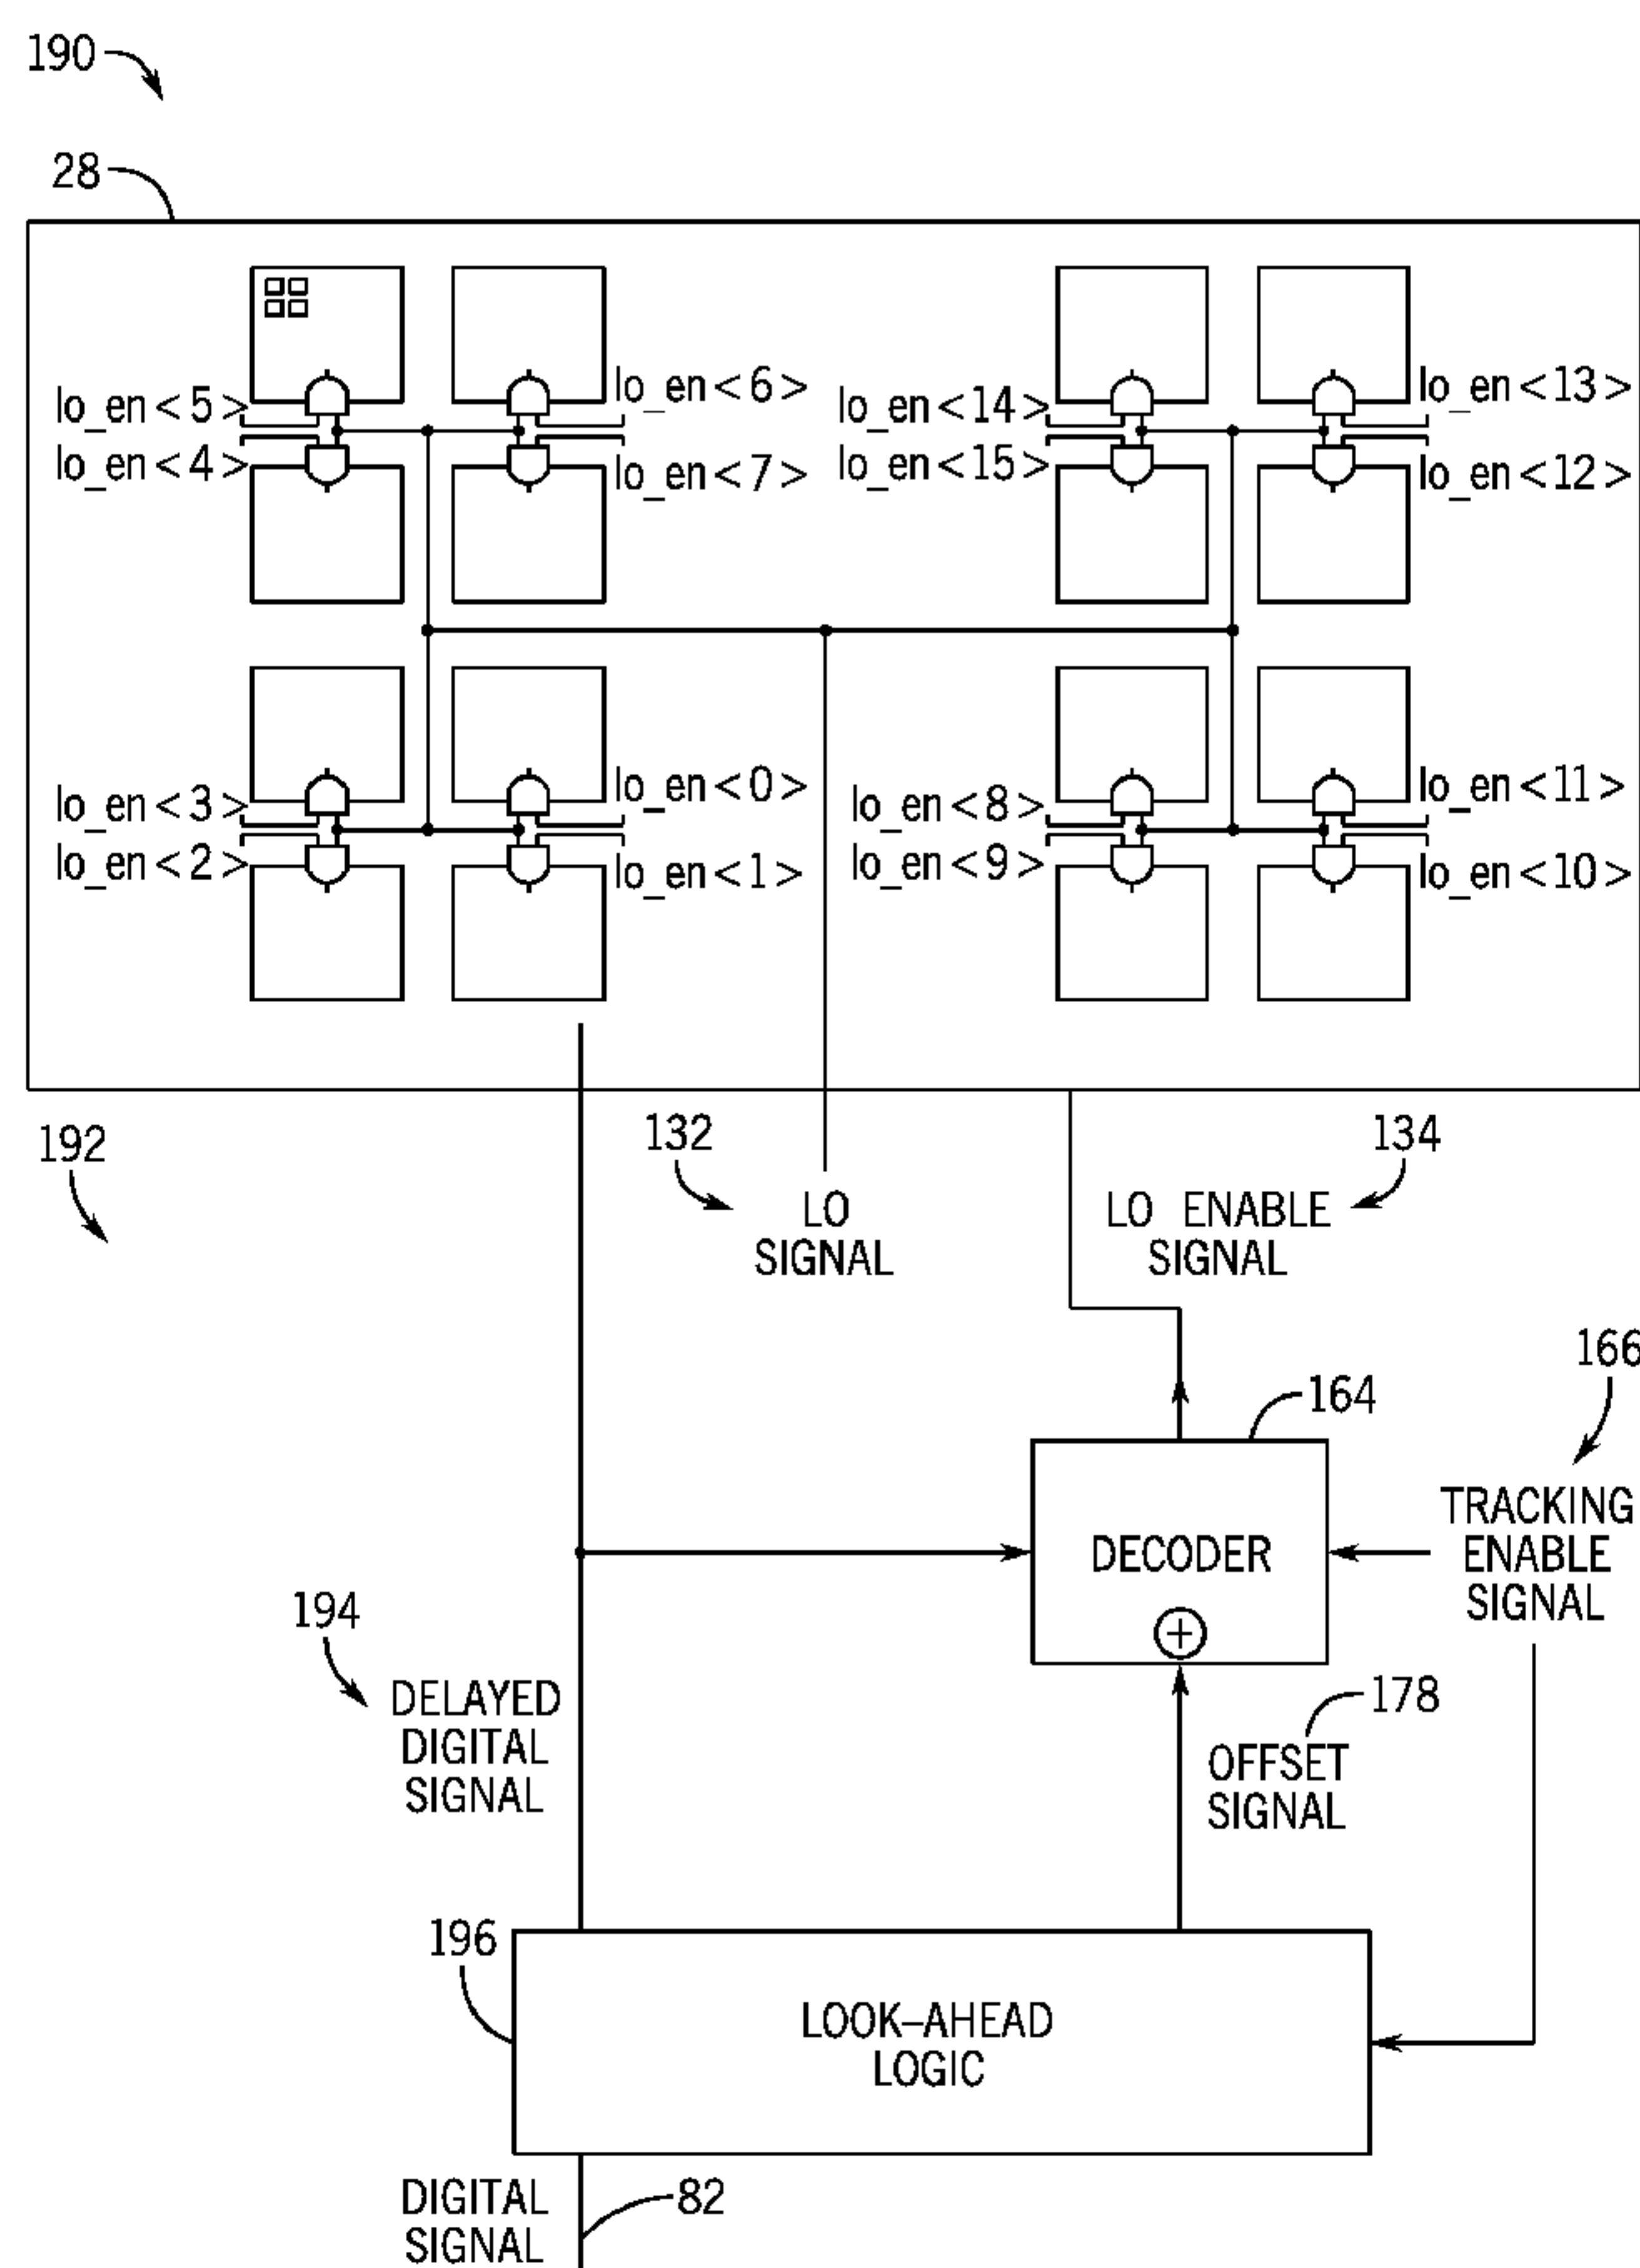 190
28
lo_en<5>
lo_en<6>
lo_en<14>
lo_en<13>
lo_en<4>
lo_en<7>
lo_en<15>
lo_en<12>
lo_en<3>
lo_en<0>
lo_en<8>
lo_en<11>
lo_en<2>
lo_en<1>
lo_en<9>
lo_en<10>
192
132
134
LO
SIGNAL
LO ENABLE
SIGNAL
166
164
DECODER
TRACKING
ENABLE
SIGNAL
194
DELAYED
DIGITAL
SIGNAL
178
OFFSET
SIGNAL
196
LOOK-AHEAD
LOGIC
DIGITAL
SIGNAL
82